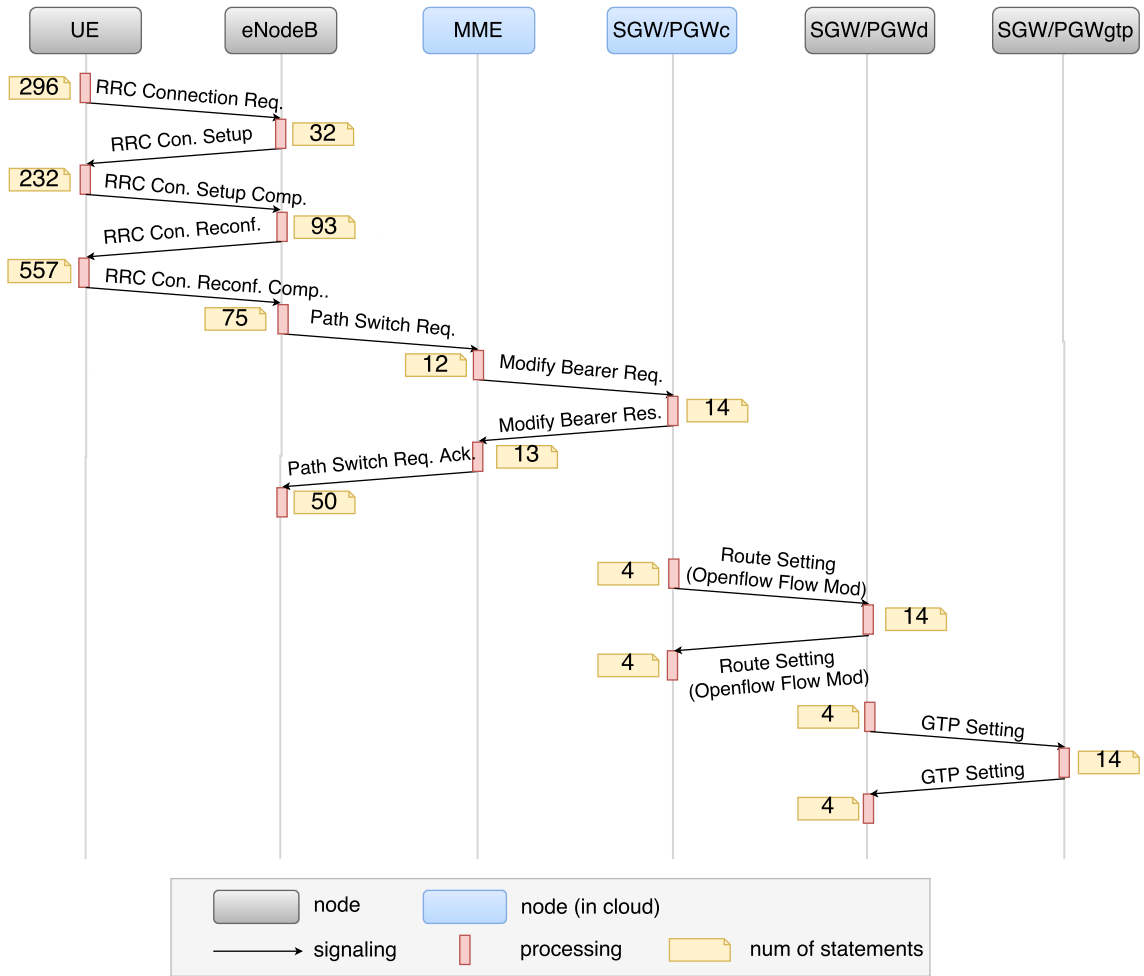 UE eNodeB MME SGW/PGWc SGW/PGWd SGW/PGWgtp
296
RRC Connection Req.
32
RRC Con. Setup
232
RRC Con. Setup Comp.
93
RRC Con. Reconf.
557
RRC Con. Reconf. Comp..
75
Path Switch Req.
12
Modify Bearer Req.
14
Modify Bearer Res.
13
Path Switch Req. Ack.
50
4
Route Setting
(Openflow Flow Mod)
14
4
Route Setting
(Openflow Flow Mod)
4
GTP Setting
14
GTP Setting
4
node
node (in cloud)
signaling
processing
num of statements